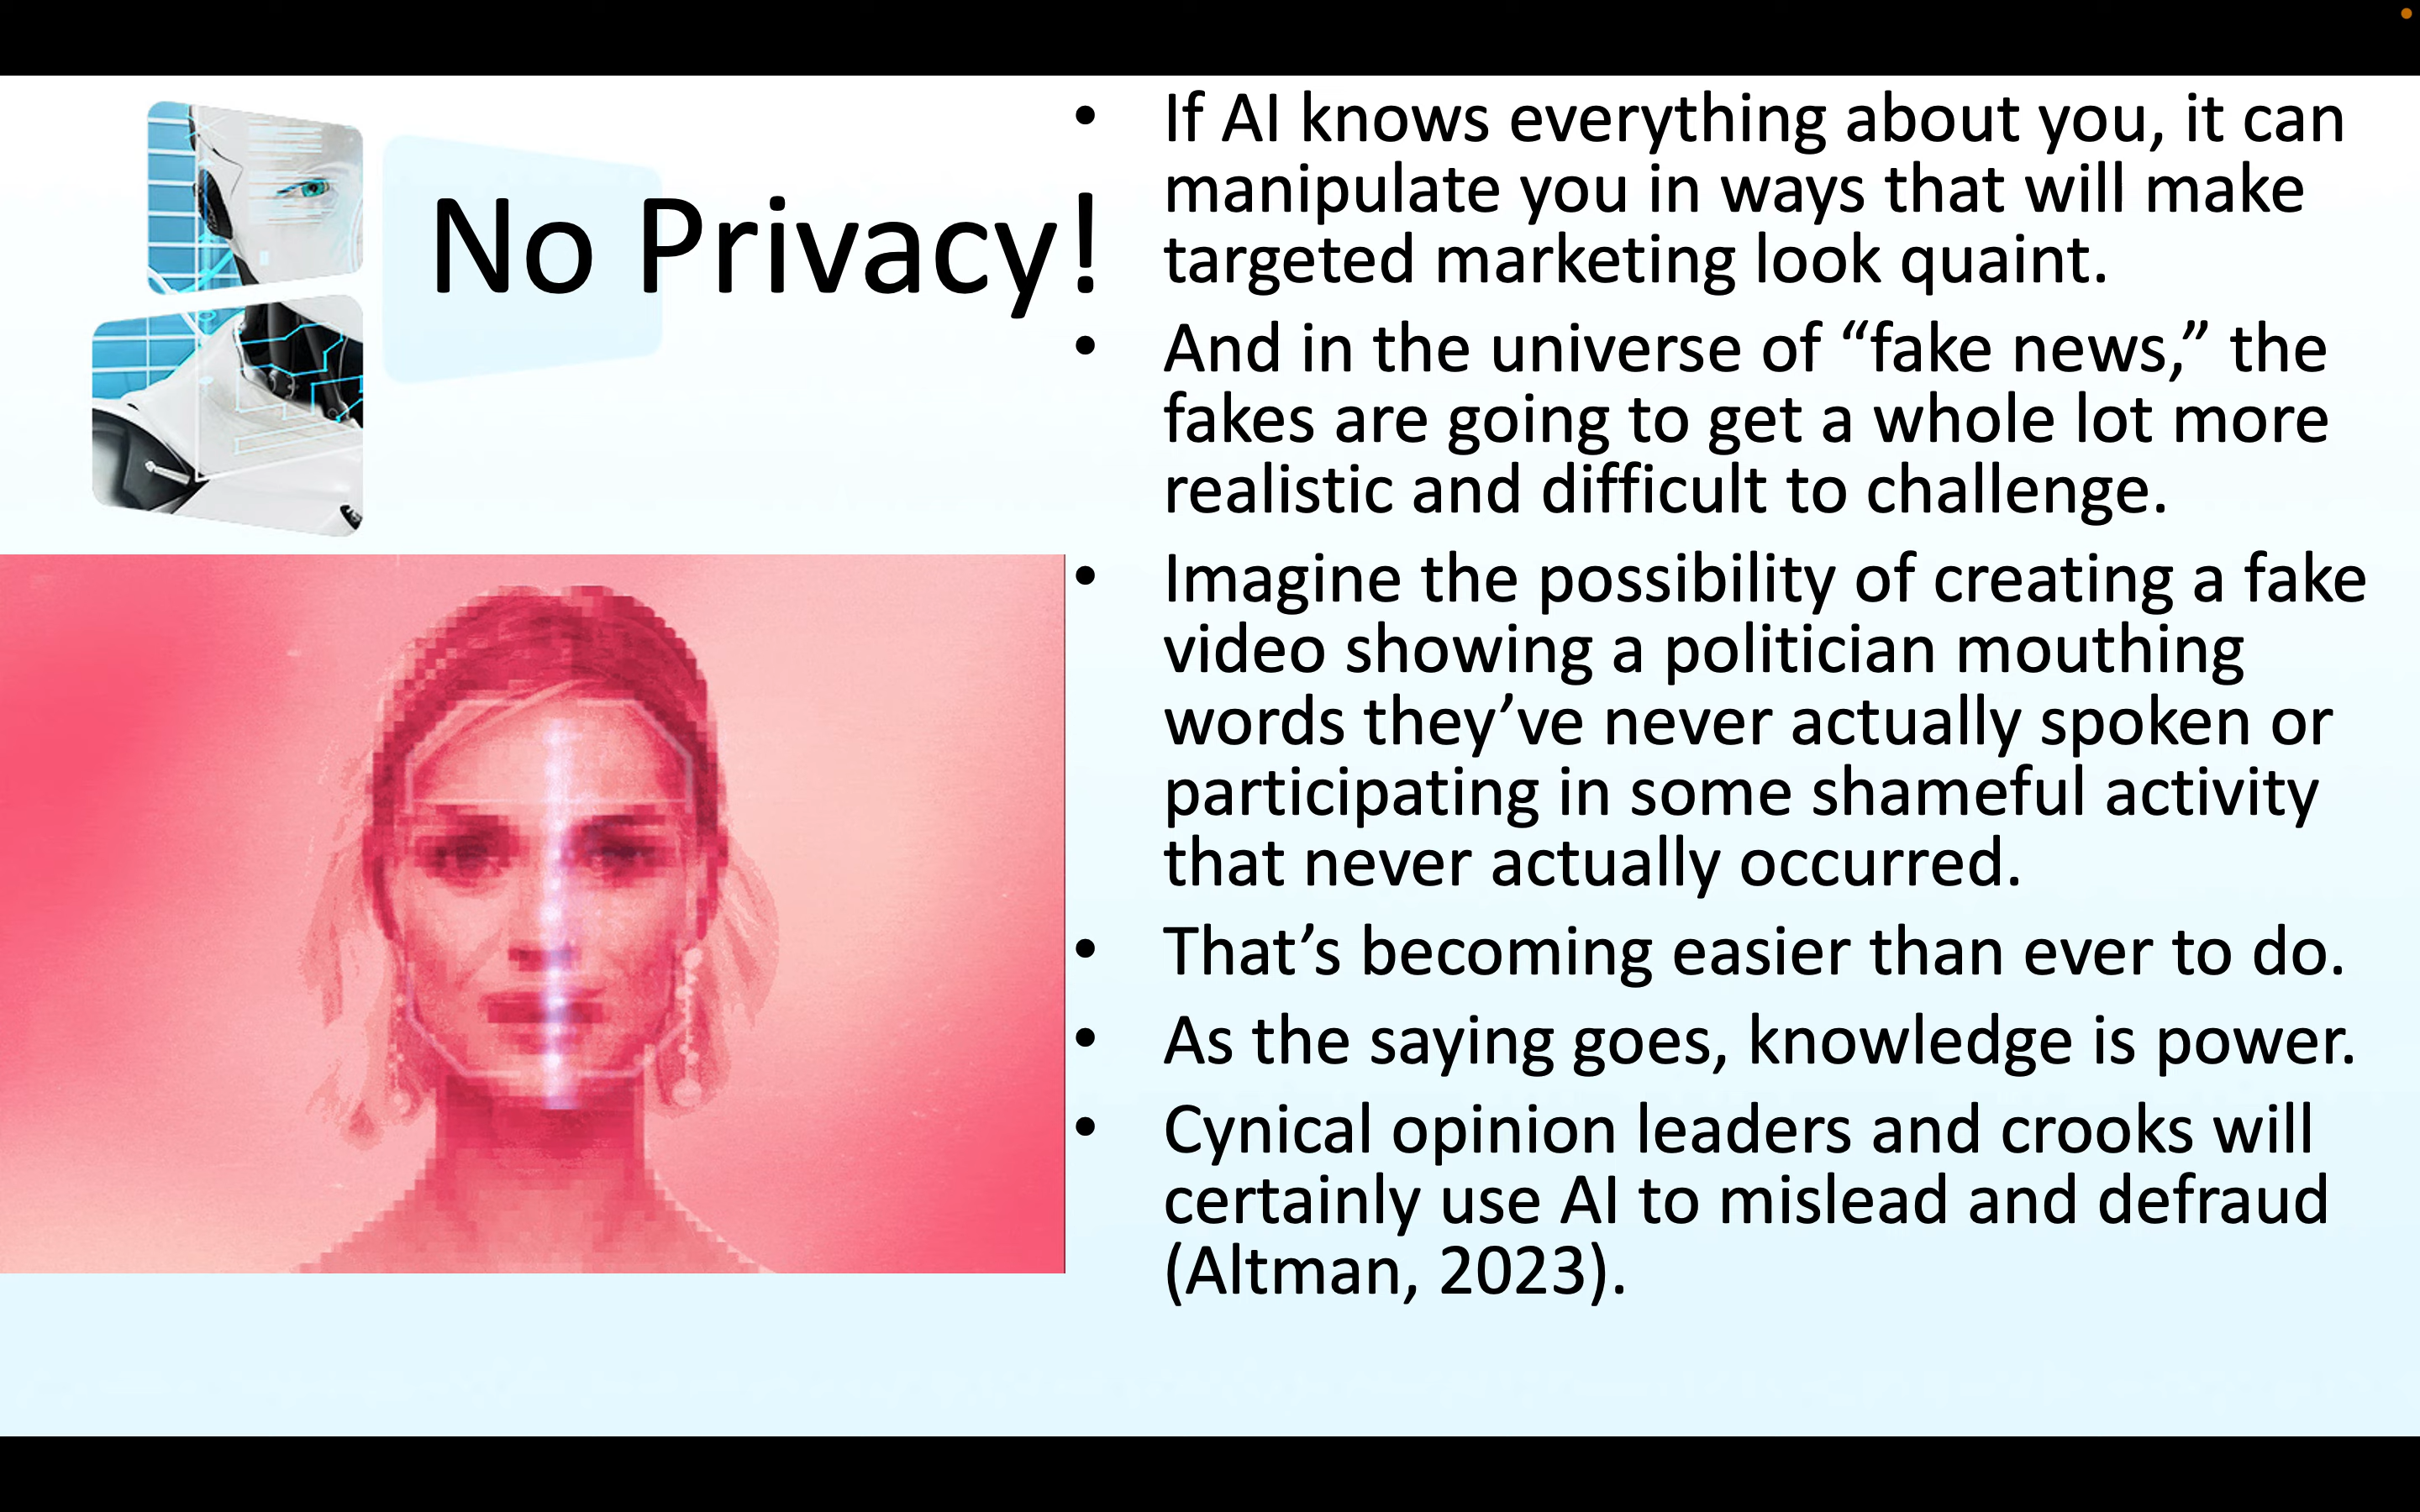 No Privacy!
• If AI knows everything about you, it can
manipulate you in ways that will make
targeted marketing look quaint.
• And in the universe of “fake news,” the
fakes are going to get a whole lot more
realistic and difficult to challenge.
• Imagine the possibility of creating a fake
video showing a politician mouthing
words they’ve never actually spoken or
participating in some shameful activity
that never actually occurred.
• That’s becoming easier than ever to do.
• As the saying goes, knowledge is power.
• Cynical opinion leaders and crooks will
certainly use AI to mislead and defraud
(Altman, 2023).